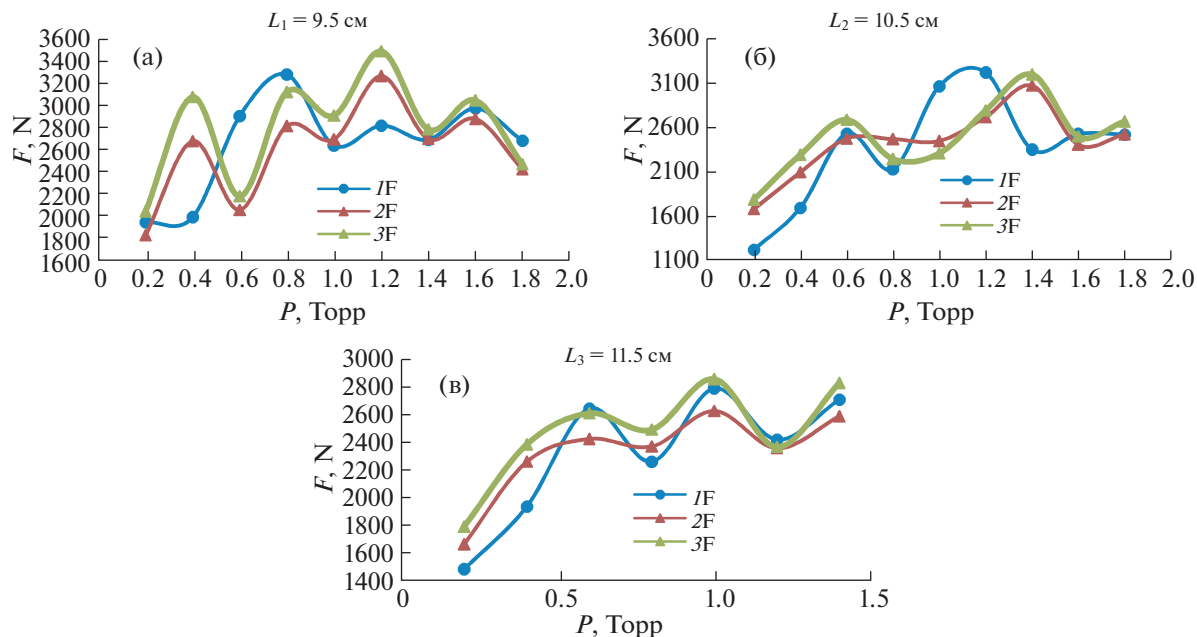 L₁ = 9.5 см
(а)
F, N
3600
3400
3200
3000
2800
2600
2400
2200
2000
1800
1600
1F
2F
3F
0 0.2 0.4 0.6 0.8 1.0 1.2 1.4 1.6 1.8 2.0
P, Торр
L₂ = 10.5 см
(б)
F, N
3600
3100
2600
2100
1600
1100
1F
2F
3F
0 0.2 0.4 0.6 0.8 1.0 1.2 1.4 1.6 1.8 2.0
P, Торр
L₃ = 11.5 см
(в)
F, N
3000
2800
2600
2400
2200
2000
1800
1600
1400
1F
2F
3F
0 0.5 1.0 1.5
P, Торр